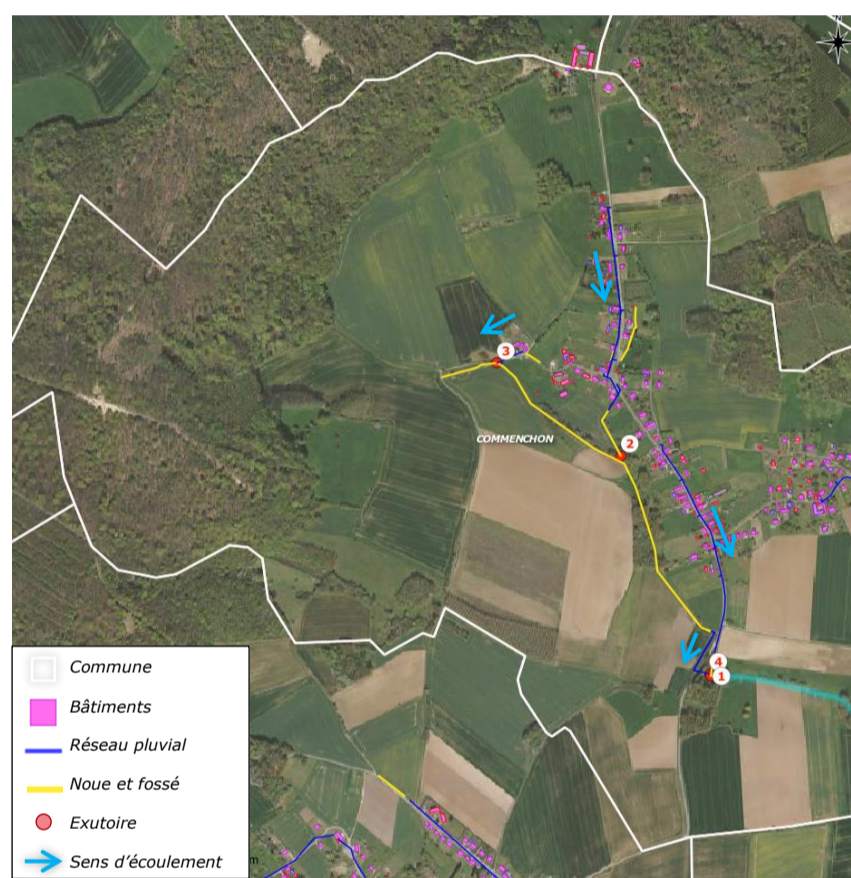 N
3
2
COMMENCHON
4
1
Commune
Bâtiments
Réseau pluvial
Noue et fossé
Exutoire
Sens d'écoulement
m